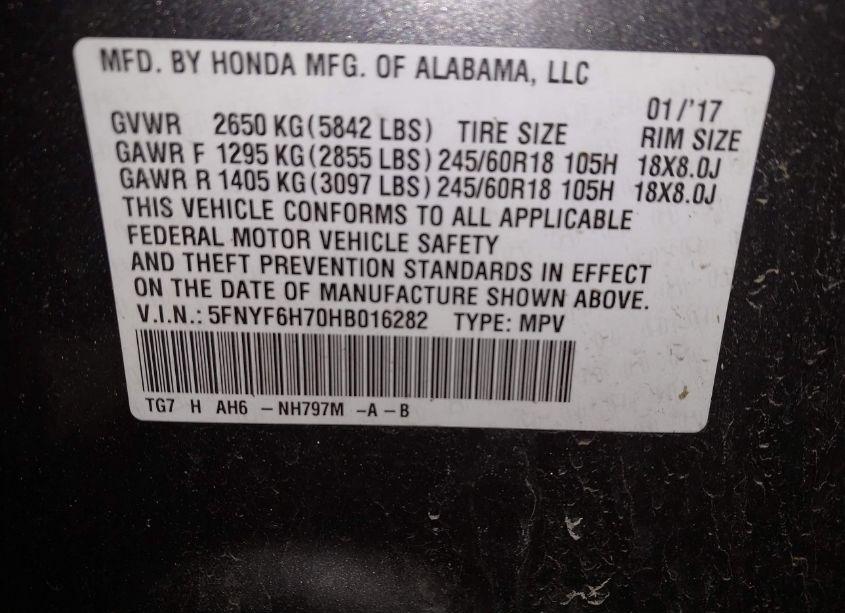 MFD. BY HONDA MFG. OF ALABAMA, LLC
01/'17
GVWR 2650 KG(5842 LBS) TIRE SIZE RIM SIZE
GAWR F 1295 KG(2855 LBS) 245/60R18 105H 18X8.0J
GAWR R 1405 KG(3097 LBS) 245/60R18 105H 18X8.0J
THIS VEHICLE CONFORMS TO ALL APPLICABLE
FEDERAL MOTOR VEHICLE SAFETY
AND THEFT PREVENTION STANDARDS IN EFFECT
ON THE DATE OF MANUFACTURE SHOWN ABOVE.
V.I.N.: 5FNYF6H70HB016282 TYPE: MPV
TG7 H AH6 -NH797M -A-B